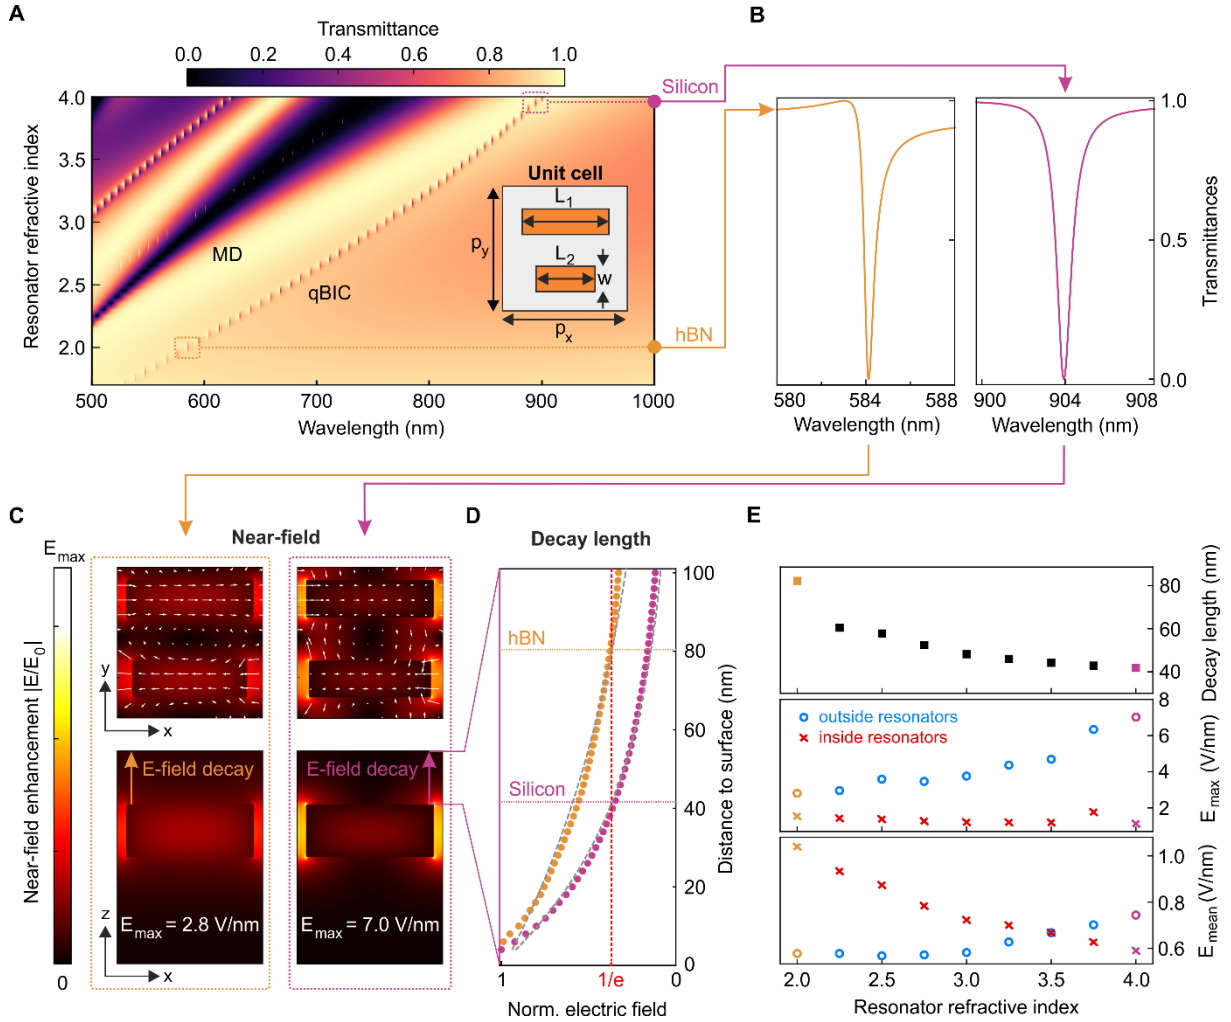 A
Transmittance
0.0 0.2 0.4 0.6 0.8 1.0
Silicon
Resonator refractive index
4.0
3.5
3.0
2.5
2.0
MD
qBIC
Unit cell
L1
L2
w
py
px
hBN
500 600 700 800 900 1000
Wavelength (nm)
B
1.0
0.5
0.0
Transmittances
580 584 588
Wavelength (nm)
900 904 908
Wavelength (nm)
C
Near-field
Emax
Near-field enhancement |E/E0|
0
y
x
E-field decay
E-field decay
z
x
Emax = 2.8 V/nm
Emax = 7.0 V/nm
D
Decay length
hBN
Silicon
100
80
60
40
20
0
Distance to surface (nm)
1 1/e 0
Norm. electric field
E
80
60
40
Decay length (nm)
outside resonators
inside resonators
8
6
4
2
Emax (V/nm)
1.0
0.8
0.6
Emean (V/nm)
2.0 2.5 3.0 3.5 4.0
Resonator refractive index